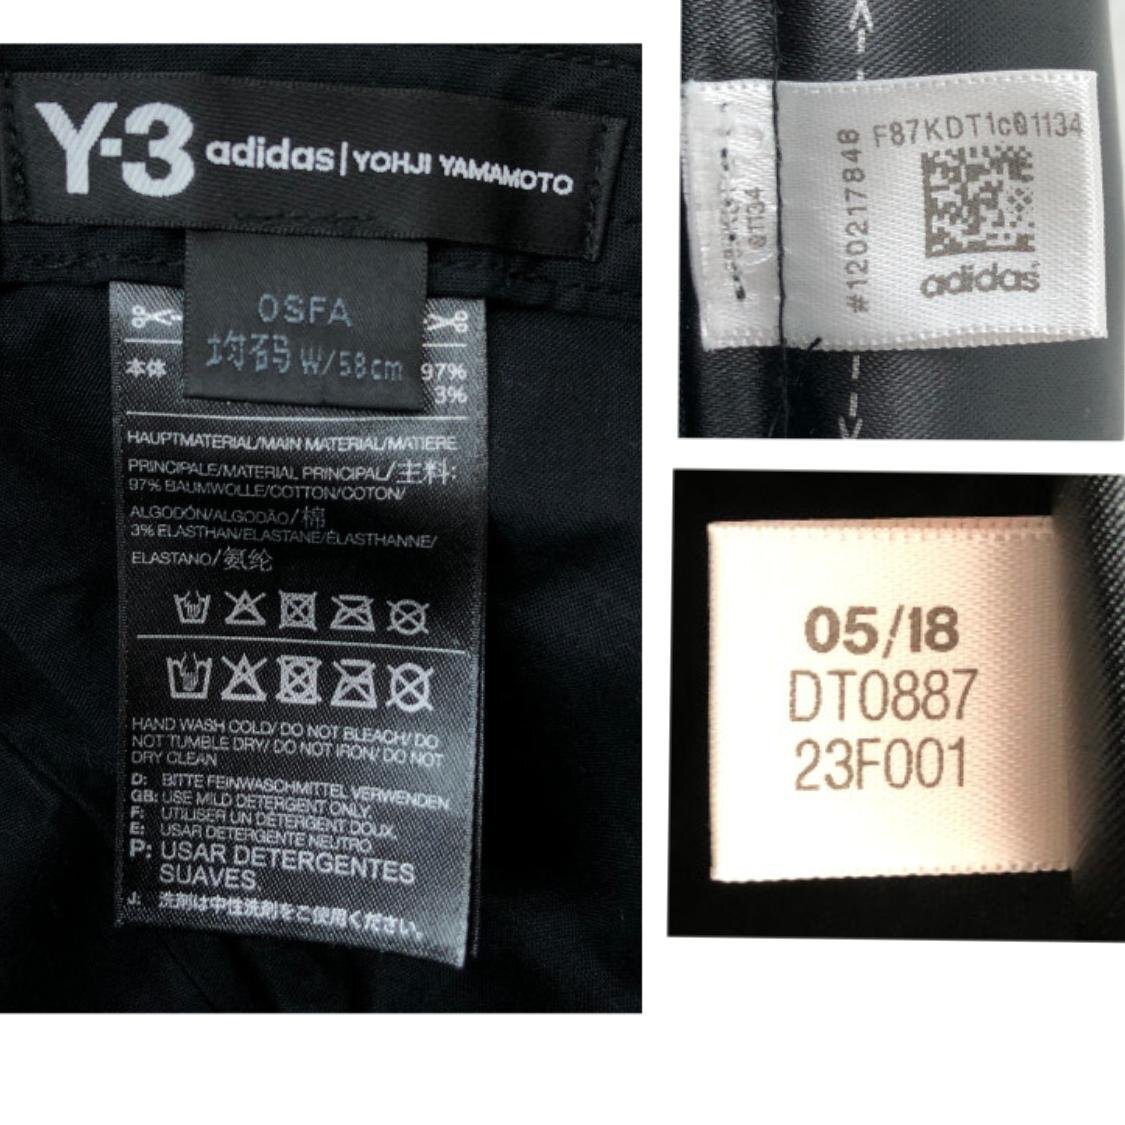 Y-3 adidas | YOHJI YAMAMOTO
OSFA
均码 W/58cm
本体 97%
3%
HAUPTMATERIAL/MAIN MATERIAL/MATIERE
PRINCIPALE/MATERIAL PRINCIPAL/主料:
97% BAUMWOLLE/COTTON/COTON/
ALGODÓN/ALGODÃO/棉
3% ELASTHAN/ELASTANE/ÉLASTHANNE/
ELASTANO/氨纶
HAND WASH COLD/ DO NOT BLEACH/ DO
NOT TUMBLE DRY/ DO NOT IRON/ DO NOT
DRY CLEAN
D: BITTE FEINWASCHMITTEL VERWENDEN
GB: USE MILD DETERGENT ONLY.
F: UTILISER UN DÉTERGENT DOUX.
E: USAR DETERGENTE NEUTRO.
P: USAR DETERGENTES
SUAVES.
J: 洗剤は中性洗剤をご使用ください。
F87KDT1c01134
#120217848
adidas
01134
05/18
DT0887
23F001